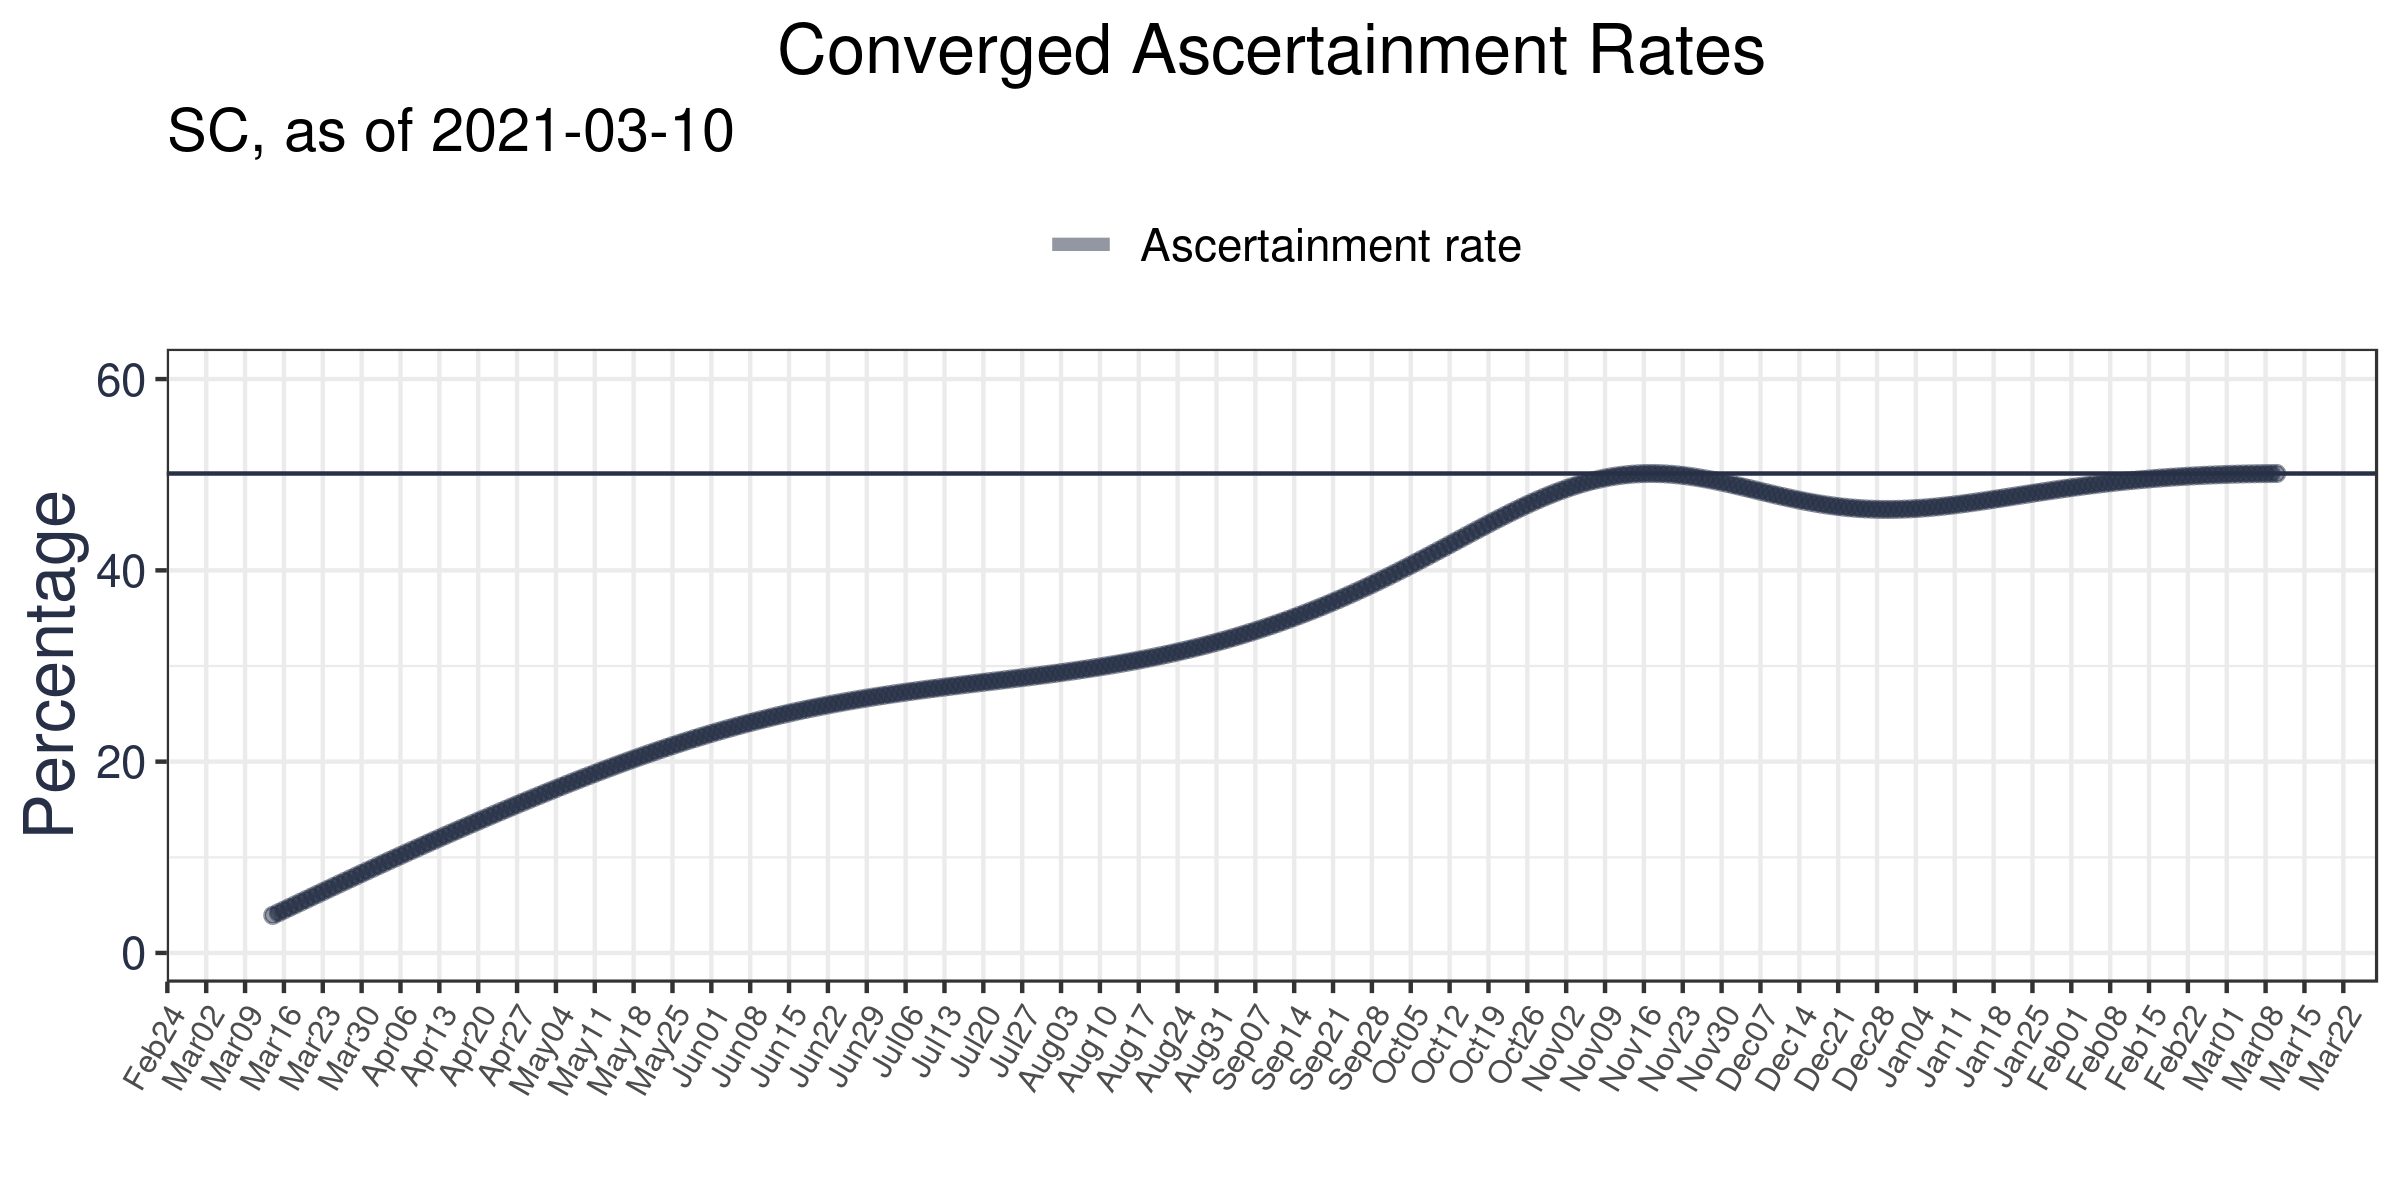 Converged Ascertainment Rates
SC, as of 2021-03-10
Ascertainment rate
Percentage
60
40
20
0
Feb24
Mar02
Mar09
Mar16
Mar23
Mar30
Apr06
Apr13
Apr20
Apr27
May04
May11
May18
May25
Jun01
Jun08
Jun15
Jun22
Jun29
Jul06
Jul13
Jul20
Jul27
Aug03
Aug10
Aug17
Aug24
Aug31
Sep07
Sep14
Sep21
Sep28
Oct05
Oct12
Oct19
Oct26
Nov02
Nov09
Nov16
Nov23
Nov30
Dec07
Dec14
Dec21
Dec28
Jan04
Jan11
Jan18
Jan25
Feb01
Feb08
Feb15
Feb22
Mar01
Mar08
Mar15
Mar22